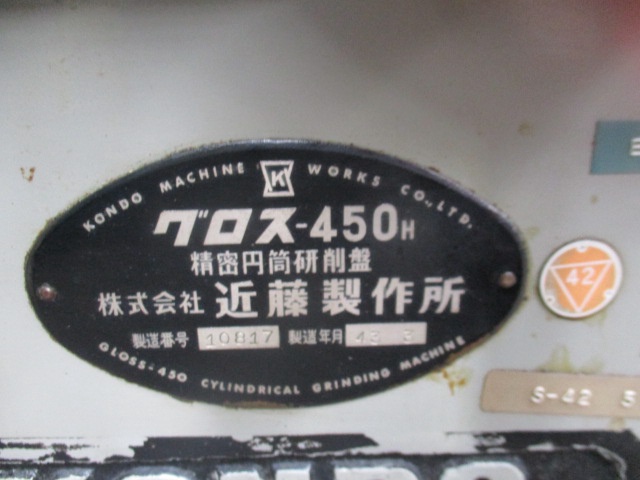 KONDO MACHINE K WORKS CO., LTD.
グロス-450H
精密円筒研削盤
株式会社 近藤製作所
製造番号 10817 製造年月 43 3
GLOSS-450 CYLINDRICAL GRINDING MACHINE
42
S-42 5